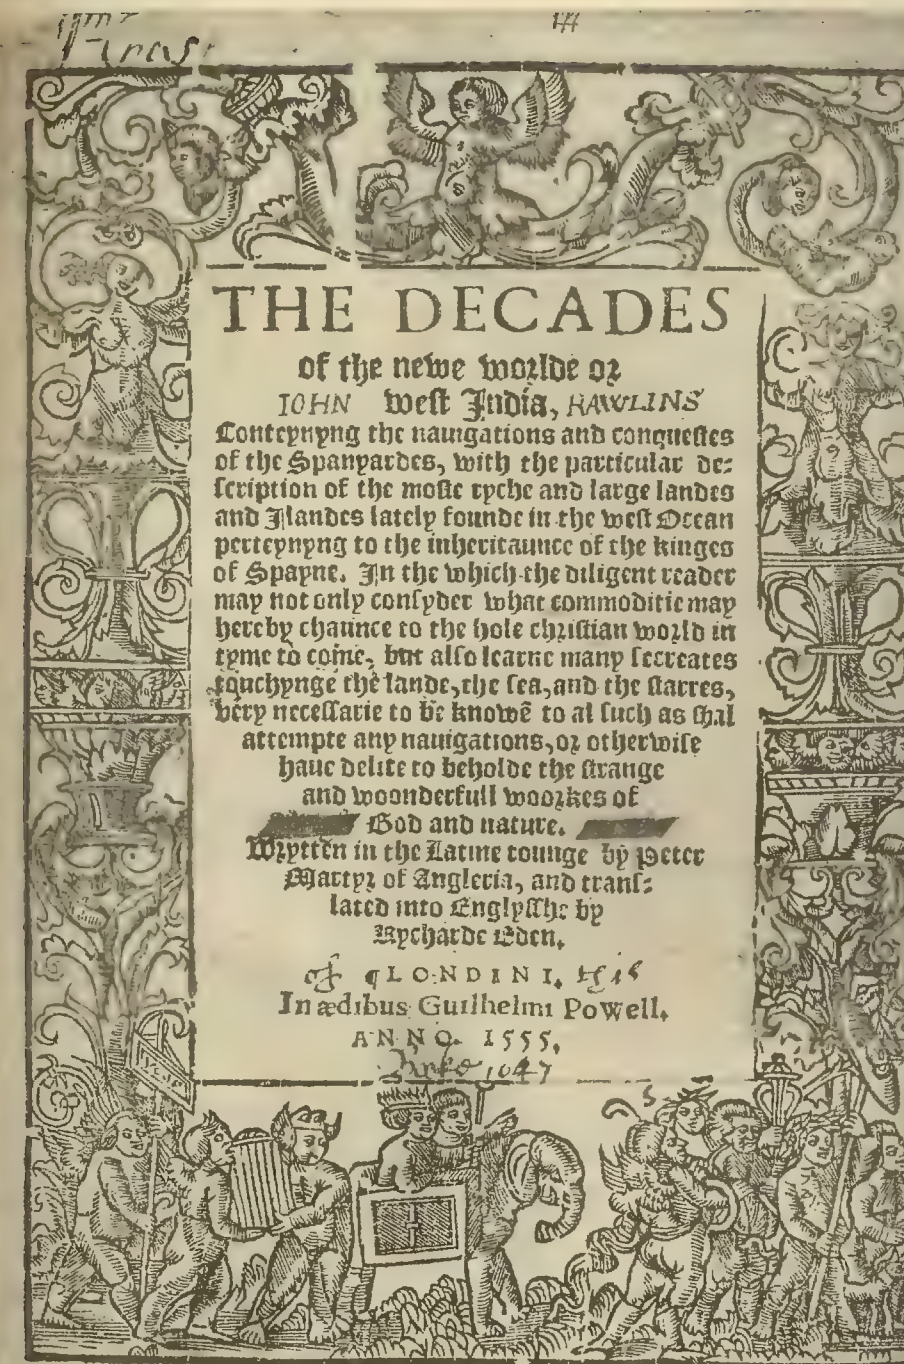 THE DECADES
of the newe worlde or
IOHN west India, RAWLINS
Conteynyng the nauigations and conquestes
of the Spanyardes, with the particular de-
scription of the moste ryche and large landes
and Ilandes lately founde in the west Ocean
perteynyng to the inheritaunce of the kinges
of Spayne. In the which the diligent reader
may not only consyder what commoditie may
hereby chaunce to the hole christian world in
tyme to come, but also learne many secreates
touchynge the lande, the sea, and the starres,
very necessarie to be knowē to al such as shal
attempte any nauigations, or otherwise
haue delite to beholde the strange
and woonderfull woorkes of
God and nature.
Wrytten in the Latine tounge by Peter
Martyr of Angleria, and trans-
lated into Englysshe by
Rycharde Eden.
¶LONDINI.
In ædibus Guilhelmi Powell.
ANNO. 1555.